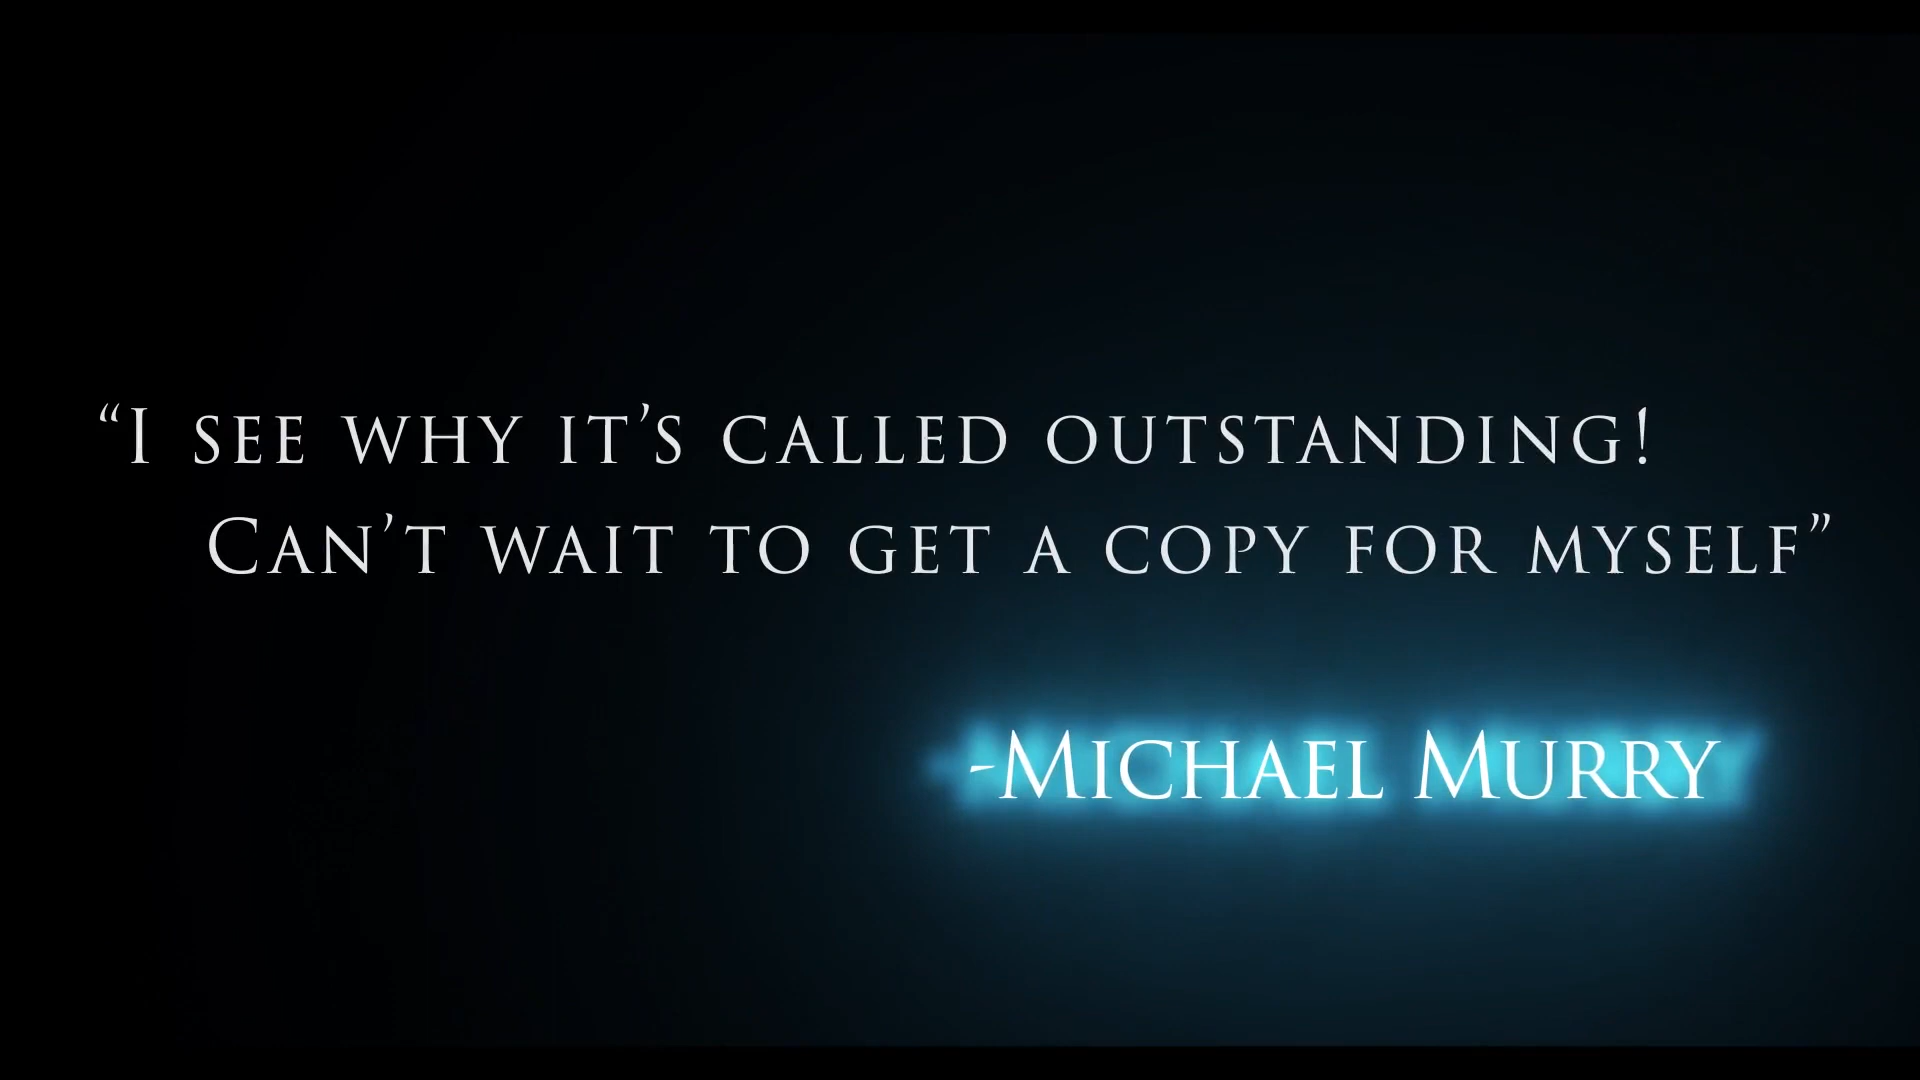 “I see why it’s called outstanding!
Can’t wait to get a copy for myself”
-Michael Murry